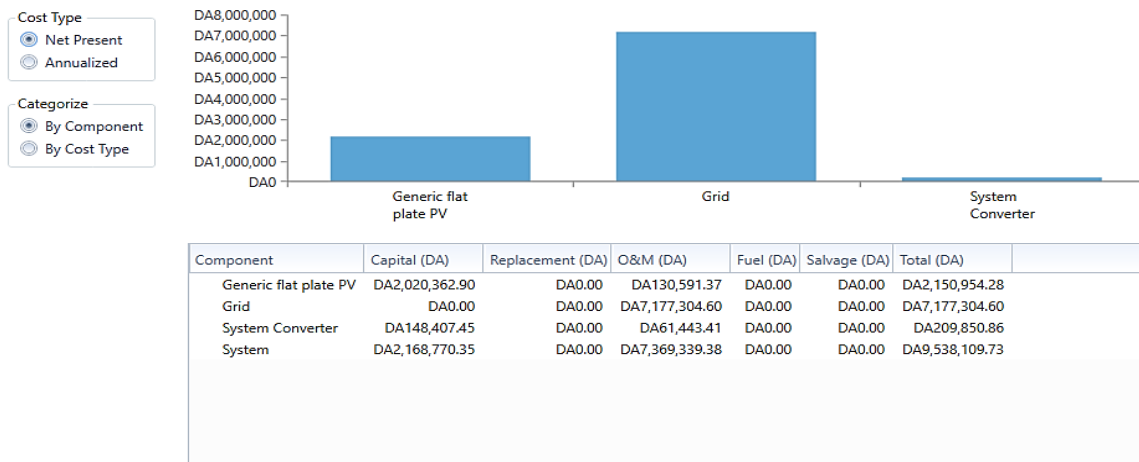 Cost Type
Net Present
Annualized
Categorize
By Component
By Cost Type
DA8,000,000
DA7,000,000
DA6,000,000
DA5,000,000
DA4,000,000
DA3,000,000
DA2,000,000
DA1,000,000
DA0
Generic flat
plate PV
Grid
System
Converter
Component Capital (DA) Replacement (DA) O&M (DA) Fuel (DA) Salvage (DA) Total (DA)
Generic flat plate PV DA2,020,362.90 DA0.00 DA130,591.37 DA0.00 DA0.00 DA2,150,954.28
Grid DA0.00 DA0.00 DA7,177,304.60 DA0.00 DA0.00 DA7,177,304.60
System Converter DA148,407.45 DA0.00 DA61,443.41 DA0.00 DA0.00 DA209,850.86
System DA2,168,770.35 DA0.00 DA7,369,339.38 DA0.00 DA0.00 DA9,538,109.73